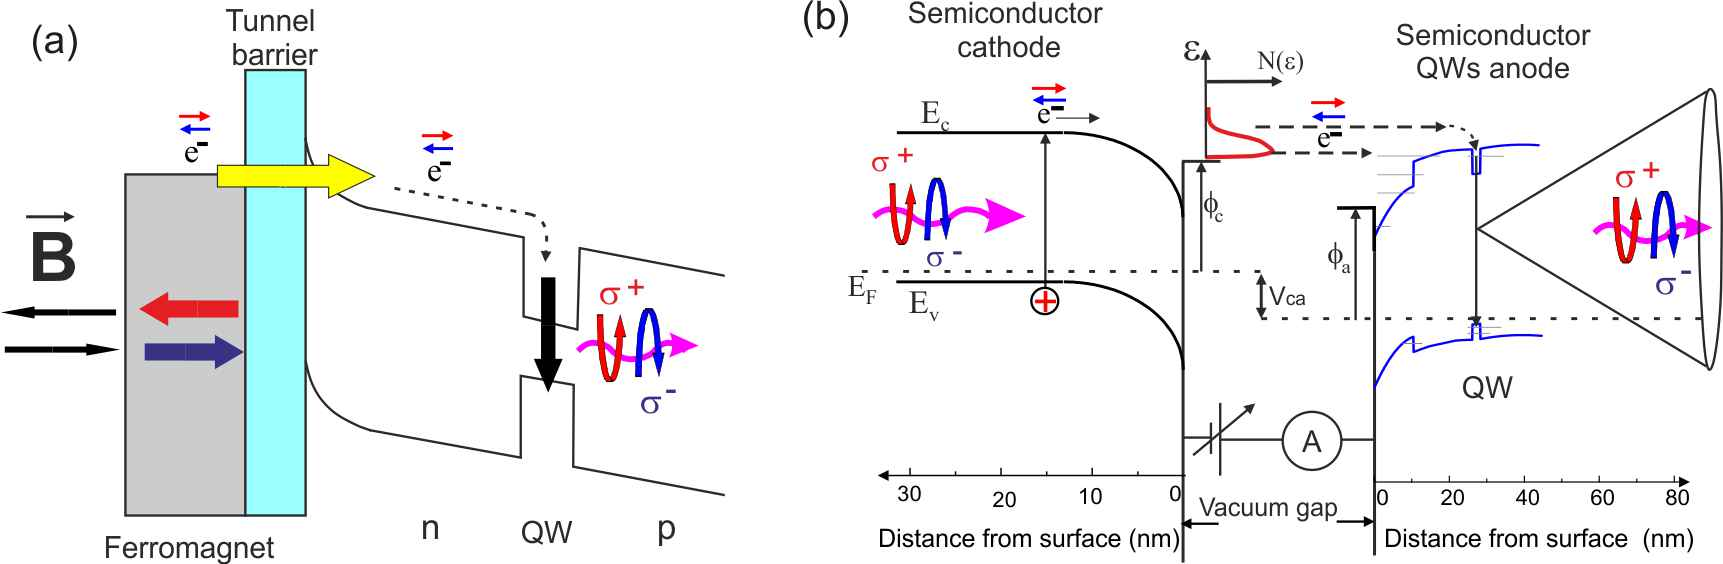 (a)
Tunnel
barrier
e-
e-
B
σ+
σ-
n
QW
p
Ferromagnet
(b)
Semiconductor
cathode
ε
N(ε)
Semiconductor
QWs anode
Ec
e-
e-
σ+
σ-
ϕc
ϕa
σ+
σ-
EF
Ev
+
Vca
QW
A
30
20
10
0
0
20
40
60
80
Vacuum gap
Distance from surface (nm)
Distance from surface (nm)